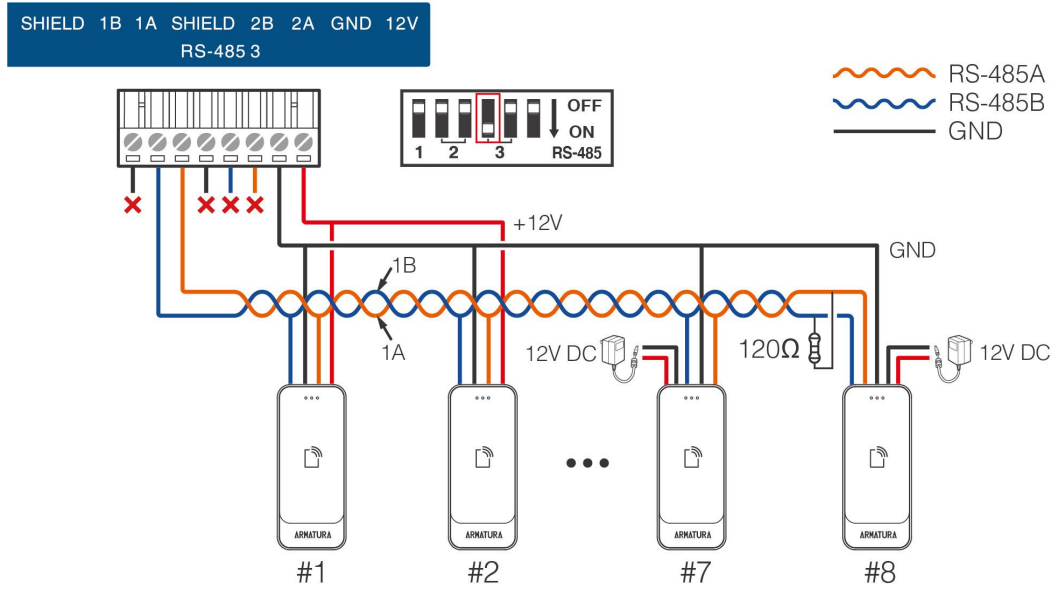 SHIELD 1B 1A SHIELD 2B 2A GND 12V
RS-485 3
OFF
ON
1 2 3 RS-485
RS-485A
RS-485B
GND
+12V
GND
1B
1A
12V DC
120Ω
12V DC
ARMATURA
ARMATURA
ARMATURA
ARMATURA
#1 #2 #7 #8